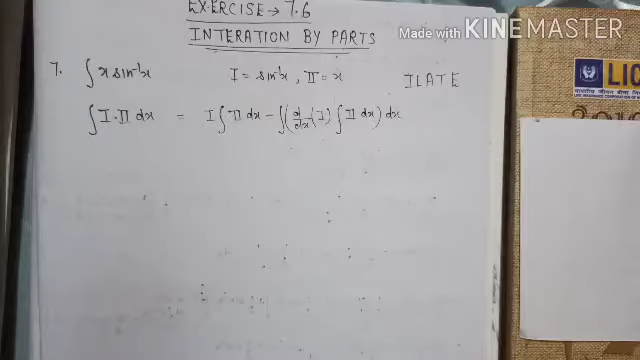 EXERCISE → 7.6
Made with KINEMASTER
INTERATION BY PARTS
7. ∫ x sin⁻¹x I = sin⁻¹x , II = x ILATE
∫ I · II dx = I ∫ II dx − ∫ ( d/dx (I) ∫ II dx ) dx
LIC